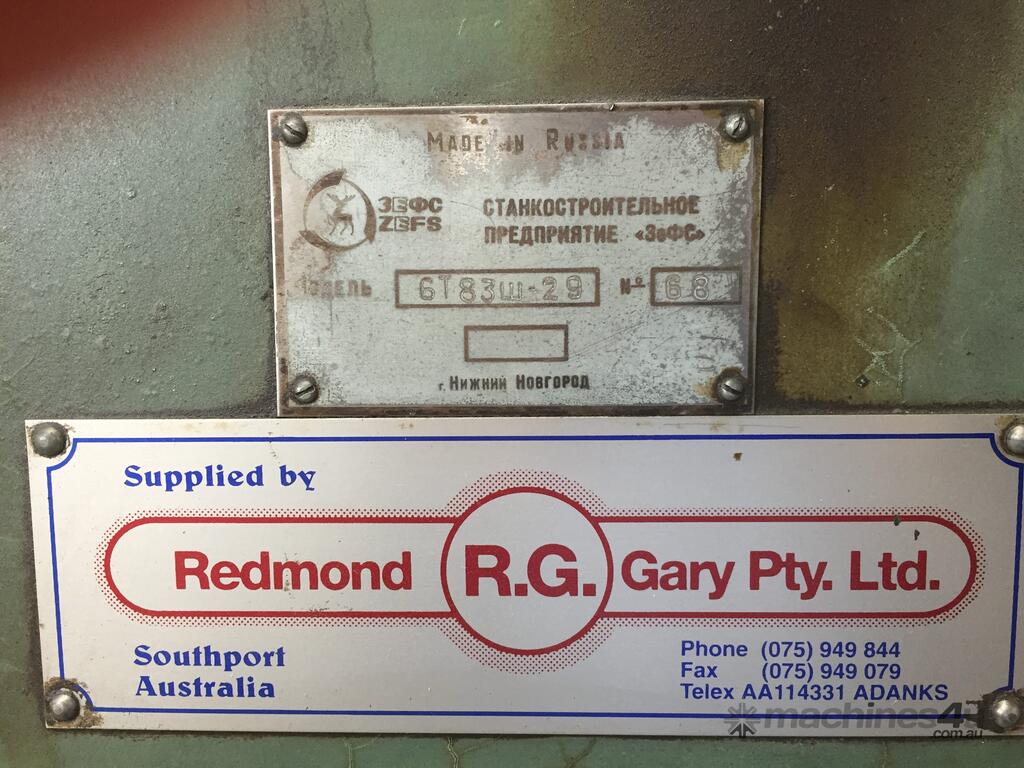 MADE IN RUSSIA
ЗЕФС
ZEFS
СТАНКОСТРОИТЕЛЬНОЕ
ПРЕДПРИЯТИЕ «ЗеФС»
МОДЕЛЬ 6Т83Ш-29 № 68
г. НИЖНИЙ НОВГОРОД
Supplied by
Redmond R.G. Gary Pty. Ltd.
Southport
Australia
Phone (075) 949 844
Fax (075) 949 079
Telex AA114331 ADANKS
machines4u
.com.au